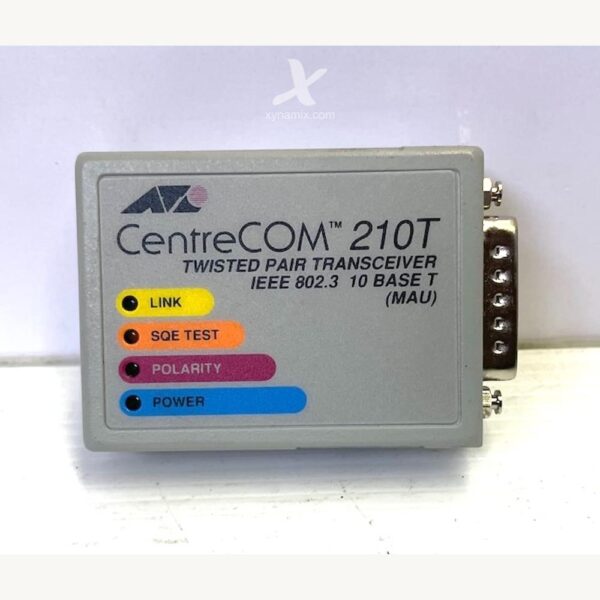 xynamix.com
CentreCOM™ 210T
TWISTED PAIR TRANSCEIVER
IEEE 802.3 10 BASE T
(MAU)
LINK
SQE TEST
POLARITY
POWER